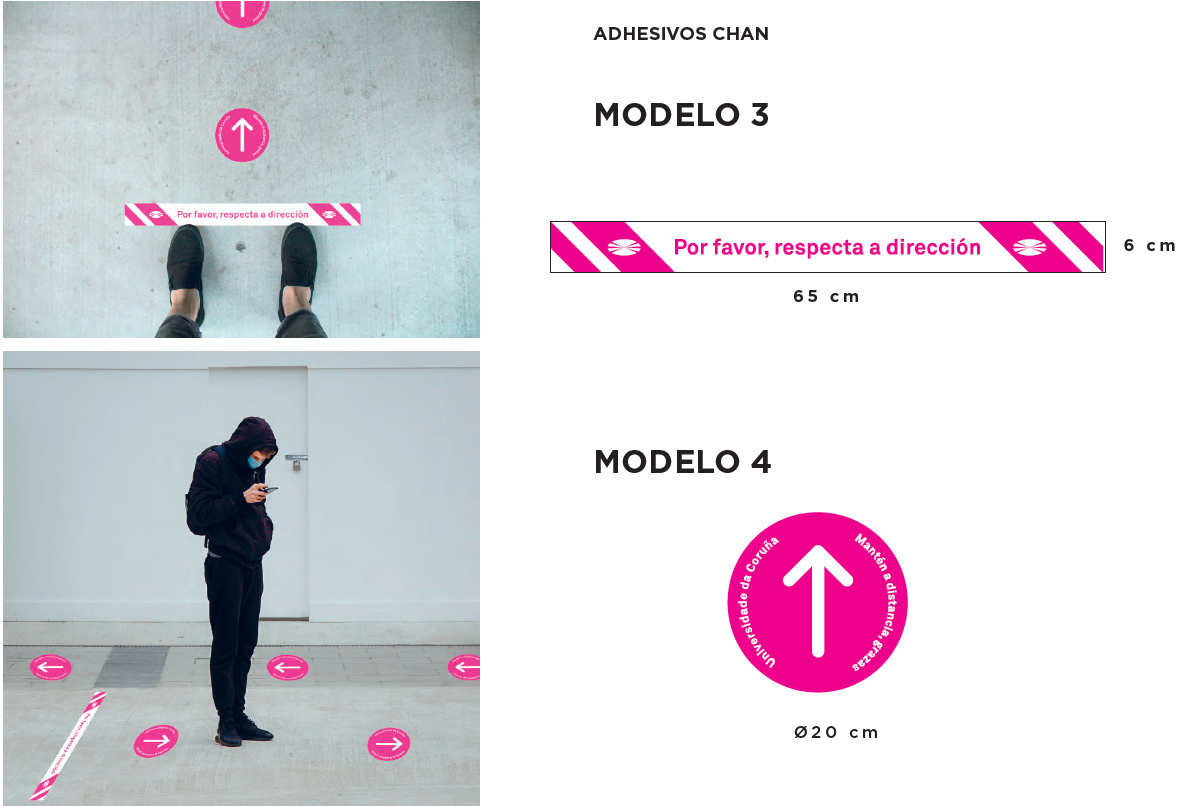 ADHESIVOS CHAN
MODELO 3
Por favor, respecta a dirección
6 cm
65 cm
MODELO 4
Universidade da Coruña
Mantén a distancia, grazas
Ø20 cm
Por favor, respecta a dirección